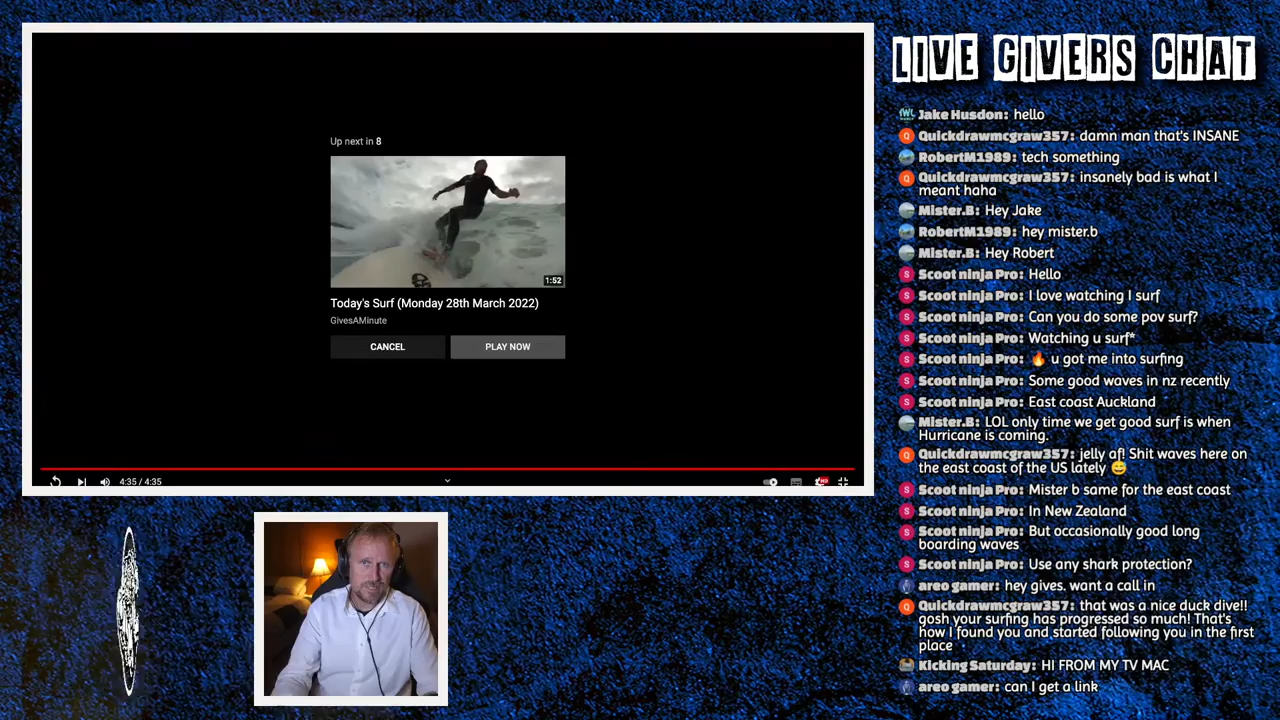 LIVE GIVERS CHAT
Up next in 8
1:52
Today's Surf (Monday 28th March 2022)
GivesAMinute
CANCEL
PLAY NOW
4:35 / 4:35
HD
Jake Husdon: hello
Quickdrawmcgraw357: damn man that's INSANE
RobertM1989: tech something
Quickdrawmcgraw357: insanely bad is what I
meant haha
Mister.B: Hey Jake
RobertM1989: hey mister.b
Mister.B: Hey Robert
Scoot ninja Pro: Hello
Scoot ninja Pro: I love watching I surf
Scoot ninja Pro: Can you do some pov surf?
Scoot ninja Pro: Watching u surf*
Scoot ninja Pro: 🔥 u got me into surfing
Scoot ninja Pro: Some good waves in nz recently
Scoot ninja Pro: East coast Auckland
Mister.B: LOL only time we get good surf is when
Hurricane is coming.
Quickdrawmcgraw357: jelly af! Shit waves here on
the east coast of the US lately 😅
Scoot ninja Pro: Mister b same for the east coast
Scoot ninja Pro: In New Zealand
Scoot ninja Pro: But occasionally good long
boarding waves
Scoot ninja Pro: Use any shark protection?
areo gamer: hey gives. want a call in
Quickdrawmcgraw357: that was a nice duck dive!!
gosh your surfing has progressed so much! That's
how I found you and started following you in the first
place
Kicking Saturday: HI FROM MY TV MAC
areo gamer: can I get a link